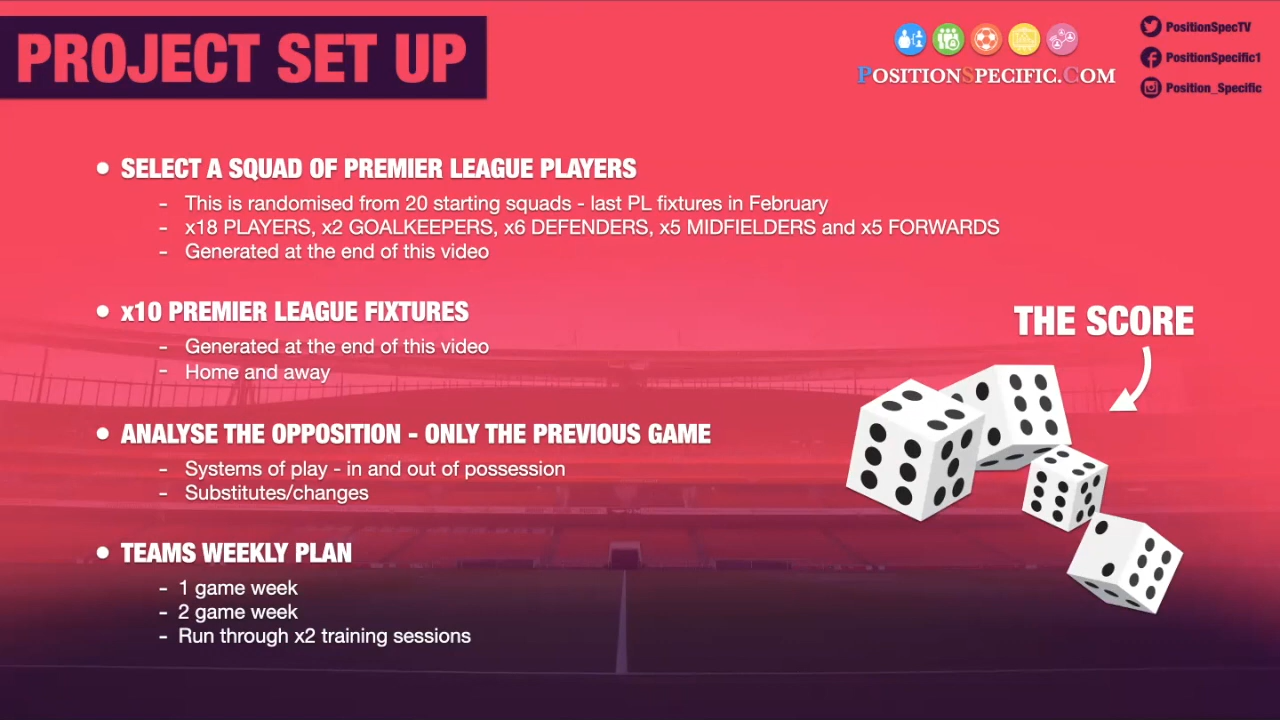 PROJECT SET UP
POSITIONSPECIFIC.COM
PositionSpecTV
PositionSpecific1
Position_Specific
• SELECT A SQUAD OF PREMIER LEAGUE PLAYERS
- This is randomised from 20 starting squads - last PL fixtures in February
- x18 PLAYERS, x2 GOALKEEPERS, x6 DEFENDERS, x5 MIDFIELDERS and x5 FORWARDS
- Generated at the end of this video
• x10 PREMIER LEAGUE FIXTURES
- Generated at the end of this video
- Home and away
THE SCORE
• ANALYSE THE OPPOSITION - ONLY THE PREVIOUS GAME
- Systems of play - in and out of possession
- Substitutes/changes
• TEAMS WEEKLY PLAN
- 1 game week
- 2 game week
- Run through x2 training sessions